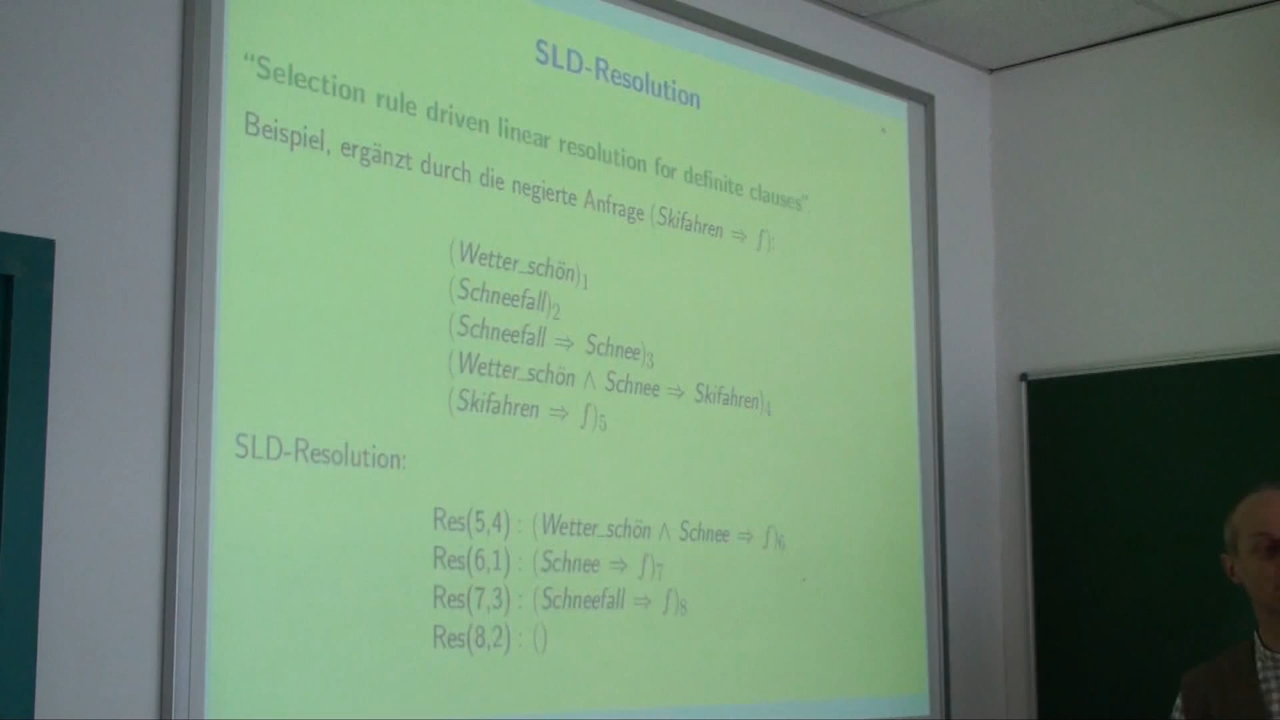 SLD-Resolution
“Selection rule driven linear resolution for definite clauses”
Beispiel, ergänzt durch die negierte Anfrage (Skifahren ⇒ f)
(Wetter_schön)₁
(Schneefall)₂
(Schneefall ⇒ Schnee)₃
(Wetter_schön ∧ Schnee ⇒ Skifahren)₄
(Skifahren ⇒ f)₅
SLD-Resolution:
Res(5,4) : (Wetter_schön ∧ Schnee ⇒ f)₆
Res(6,1) : (Schnee ⇒ f)₇
Res(7,3) : (Schneefall ⇒ f)₈
Res(8,2) : ()